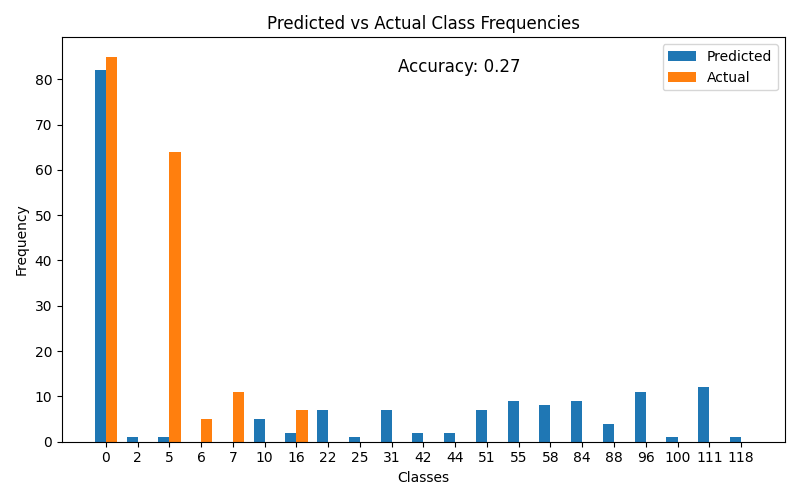 Predicted vs Actual Class Frequencies
Accuracy: 0.27
Predicted
Actual
Frequency
80
70
60
50
40
30
20
10
0
0 2 5 6 7 10 16 22 25 31 42 44 51 55 58 84 88 96 100 111 118
Classes